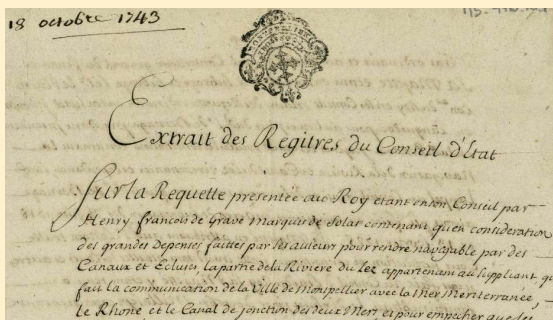 18 octobre 1743
Extrait des Regitres du Conseil d'Etat
Sur la Requette presentée au Roy étant en son Conseil par
Henry françois de Grave Marquis de Solas contenant qu'en consideration
des grandes depenses faittes par ses auteurs pour rendre navigable par des
Canaux et Ecluses, la partie de la Riviere du Lez appartenant au suppliant, qui
fait la communication de la Ville de Montpellier avec la Mer Mediterranée,
le Rhone et le Canal de jonction des deux Mers et pour empecher que les